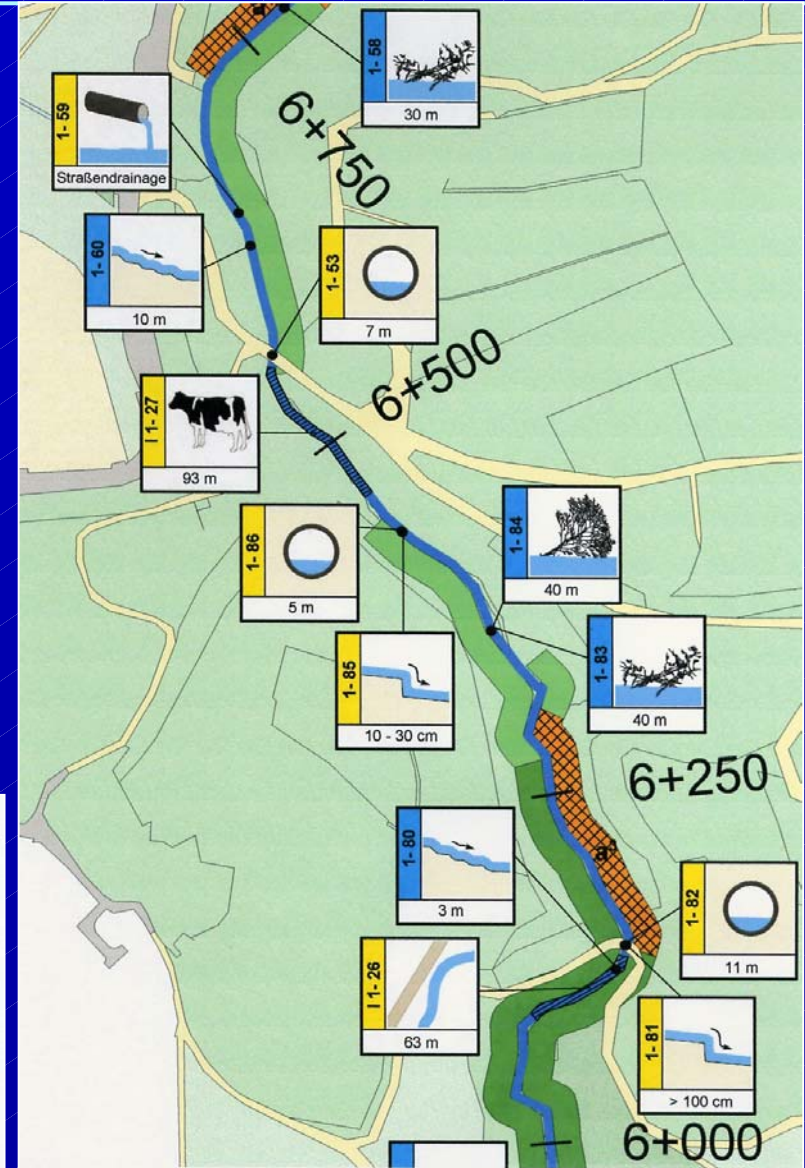 1- 58
30 m
1- 59
Straßendrainage
6+750
1- 60
10 m
1- 53
7 m
6+500
I 1- 27
93 m
1- 86
5 m
1- 84
40 m
1- 85
10 - 30 cm
1- 83
40 m
6+250
1- 80
3 m
1- 82
11 m
I 1- 26
63 m
1- 81
> 100 cm
6+000